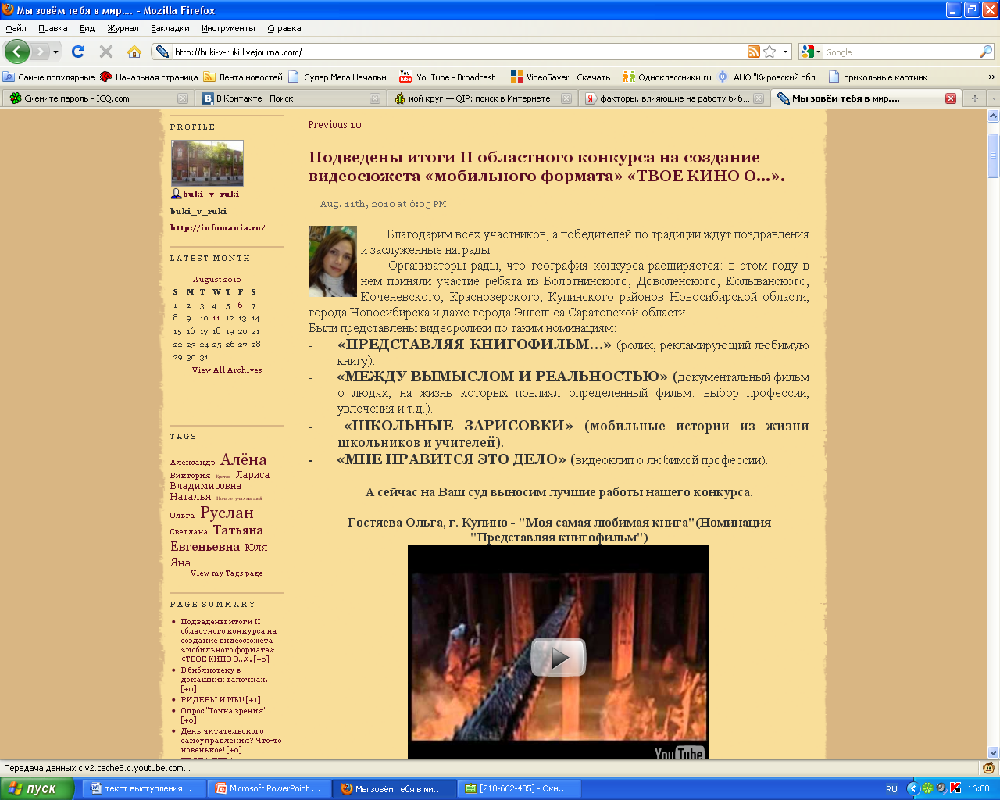 Мы зовём тебя в мир.... - Mozilla Firefox
Файл Правка Вид Журнал Закладки Инструменты Справка
http://buki-v-ruki.livejournal.com/
Google
Самые популярные Начальная страница Лента новостей Супер Мега Начальн... YouTube - Broadcast ... VideoSaver | Скачать... Одноклассники.ru АНО "Кировский обл... прикольные картинк...
Смените пароль - ICQ.com В Контакте | Поиск мой круг — QIP: поиск в Интернете факторы, влияющие на работу биб... Мы зовём тебя в мир....
PROFILE
buki_v_ruki
buki_v_ruki
http://infomania.ru/
LATEST MONTH
August 2010
S M T W T F S
1 2 3 4 5 6 7
8 9 10 11 12 13 14
15 16 17 18 19 20 21
22 23 24 25 26 27 28
29 30 31
View All Archives
TAGS
Александр Алёна
Виктория Лариса
Владимировна
Наталья Ночь летучих мышей
Ольга Руслан
Светлана Татьяна
Евгеньевна Юля
Яна
View my Tags page
PAGE SUMMARY
Подведены итоги II
областного конкурса на
создание видеосюжета
«мобильного формата»
«ТВОЕ КИНО О...». [+0]
В библиотеку в
домашних тапочках.
[+0]
РИДЕРЫ И МЫ! [+1]
Опрос "Точка зрения"
[+0]
День читательского
самоуправления? Что-то
новенькое! [+0]
Previous 10
Подведены итоги II областного конкурса на создание
видеосюжета «мобильного формата» «ТВОЕ КИНО О...».
Aug. 11th, 2010 at 6:05 PM
Благодарим всех участников, а победителей по традиции ждут поздравления
и заслуженные награды.
Организаторы рады, что география конкурса расширяется: в этом году в
нем приняли участие ребята из Болотнинского, Доволенского, Колыванского,
Коченевского, Краснозерского, Купинского районов Новосибирской области,
города Новосибирска и даже города Энгельса Саратовской области.
Были представлены видеоролики по таким номинациям:
- «ПРЕДСТАВЛЯЯ КНИГОФИЛЬМ...» (ролик, рекламирующий любимую
книгу).
- «МЕЖДУ ВЫМЫСЛОМ И РЕАЛЬНОСТЬЮ» (документальный фильм
о людях, на жизнь которых повлиял определенный фильм: выбор профессии,
увлечения и т.д.).
- «ШКОЛЬНЫЕ ЗАРИСОВКИ» (мобильные истории из жизни
школьников и учителей).
- «МНЕ НРАВИТСЯ ЭТО ДЕЛО» (видеоклип о любимой профессии).
А сейчас на Ваш суд выносим лучшие работы нашего конкурса.
Гостяева Ольга, г. Купино - "Моя самая любимая книга"(Номинация
"Представляя книгофильм")
YouTube
Передача данных с v2.cache5.c.youtube.com...
пуск текст выступления... Microsoft PowerPoint ... Мы зовём тебя в ми... [210-662-485] - Окн... RU 16:00